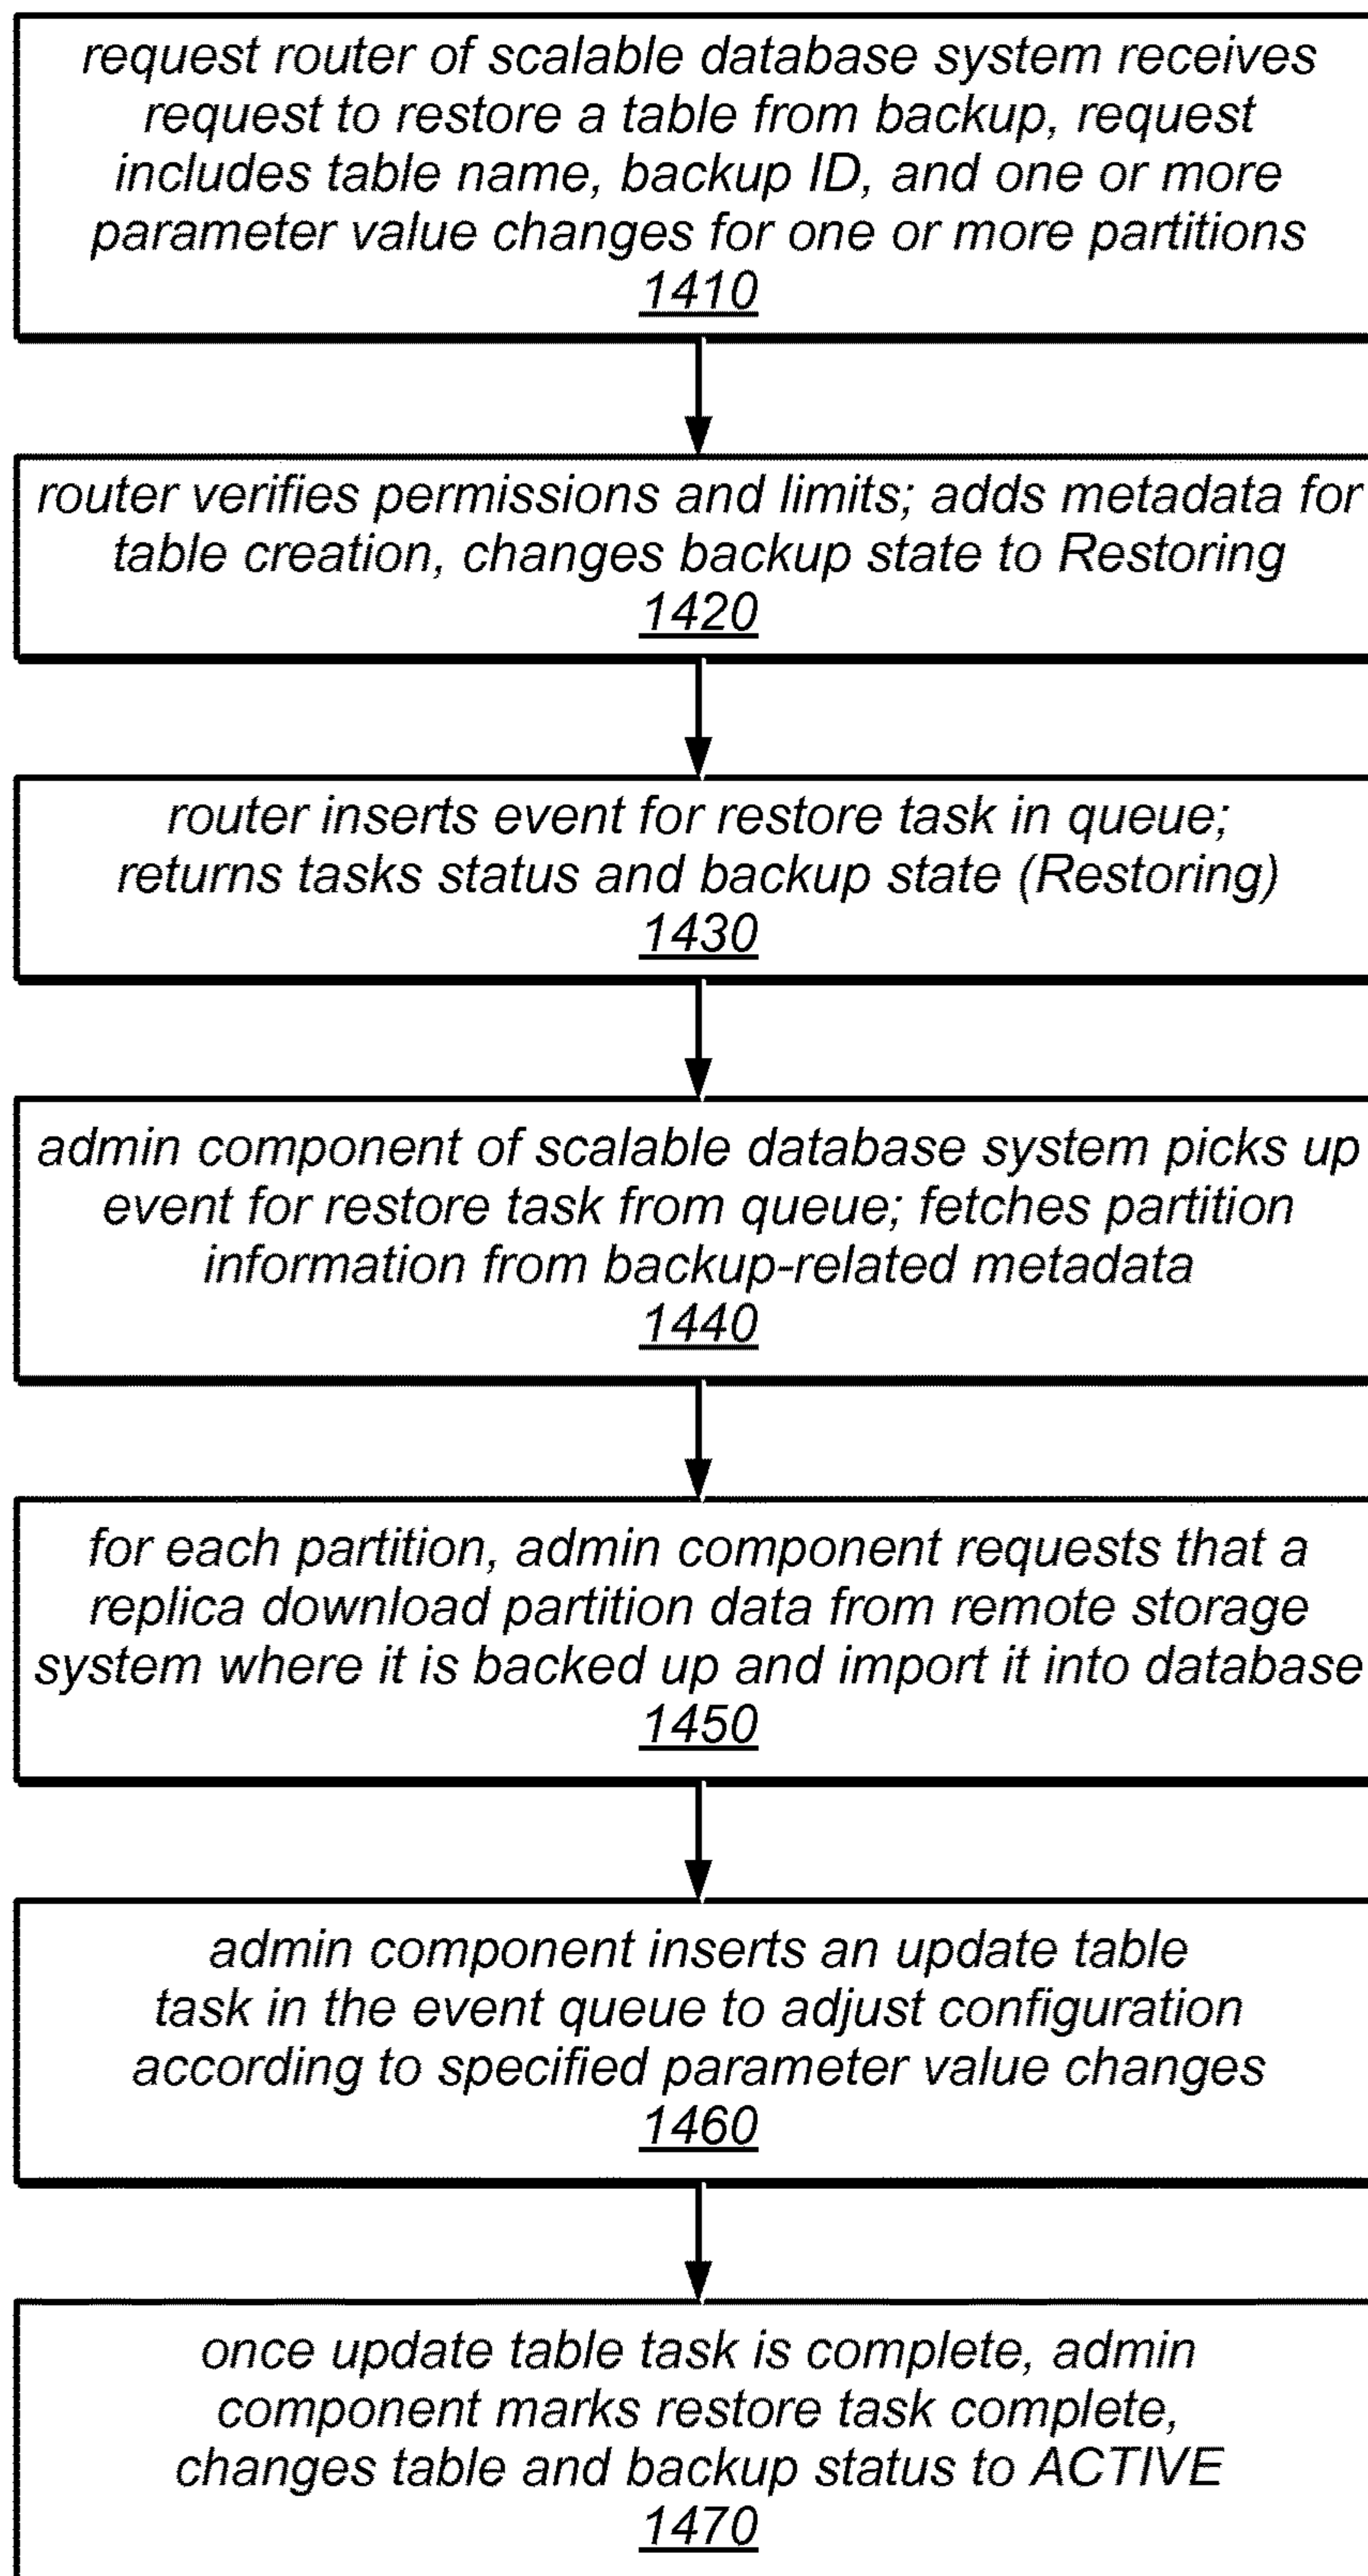 request router of scalable database system receives
request to restore a table from backup, request
includes table name, backup ID, and one or more
parameter value changes for one or more partitions
1410
router verifies permissions and limits; adds metadata for
table creation, changes backup state to Restoring
1420
router inserts event for restore task in queue;
returns tasks status and backup state (Restoring)
1430
admin component of scalable database system picks up
event for restore task from queue; fetches partition
information from backup-related metadata
1440
for each partition, admin component requests that a
replica download partition data from remote storage
system where it is backed up and import it into database
1450
admin component inserts an update table
task in the event queue to adjust configuration
according to specified parameter value changes
1460
once update table task is complete, admin
component marks restore task complete,
changes table and backup status to ACTIVE
1470